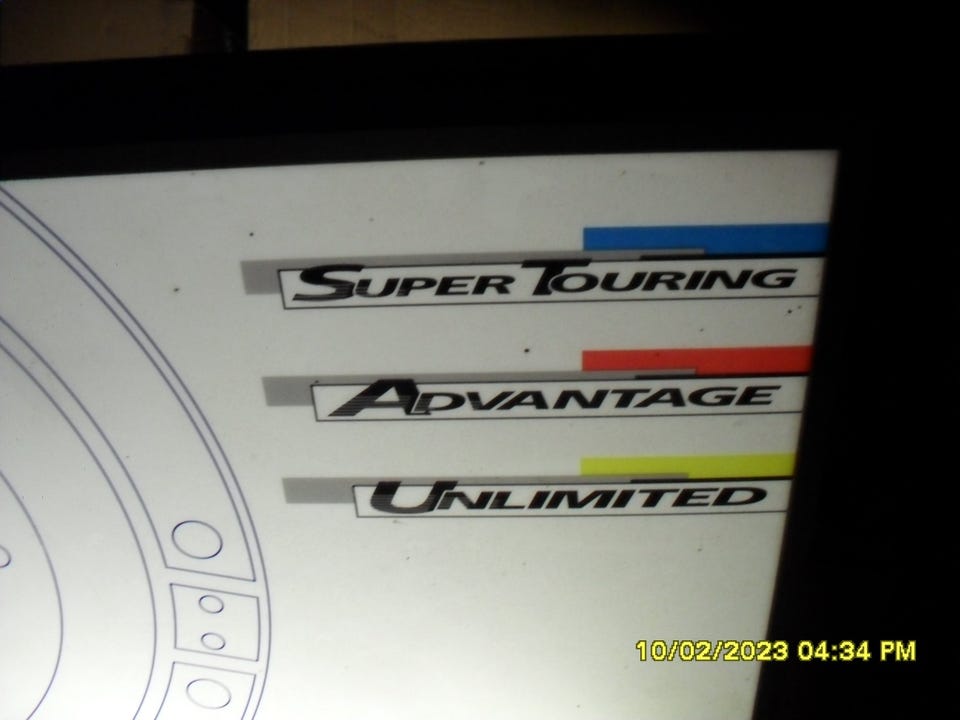 SUPER TOURING
ADVANTAGE
UNLIMITED
10/02/2023 04:34 PM